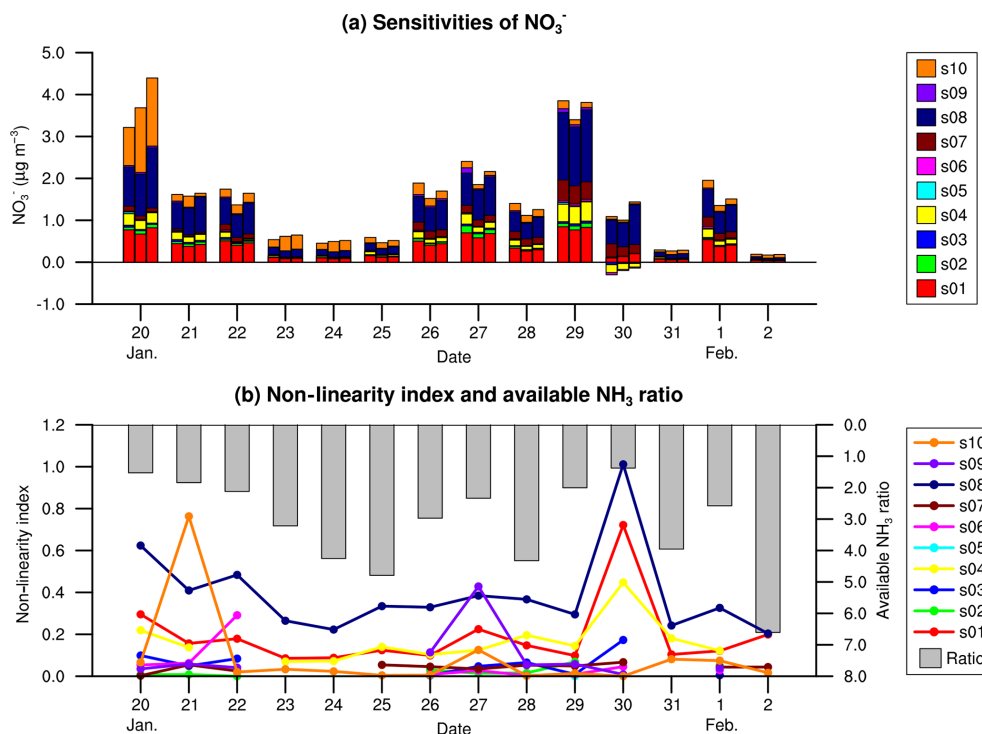 (a) Sensitivities of NO₃⁻
5.0
4.0
3.0
2.0
1.0
0.0
-1.0
NO₃⁻ (µg m⁻³)
20 21 22 23 24 25 26 27 28 29 30 31 1 2
Jan. Date Feb.
s10
s09
s08
s07
s06
s05
s04
s03
s02
s01
(b) Non-linearity index and available NH₃ ratio
1.2
1.0
0.8
0.6
0.4
0.2
0.0
Non-linearity index
0.0
1.0
2.0
3.0
4.0
5.0
6.0
7.0
8.0
Available NH₃ ratio
20 21 22 23 24 25 26 27 28 29 30 31 1 2
Jan. Date Feb.
s10
s09
s08
s07
s06
s05
s04
s03
s02
s01
Ratio